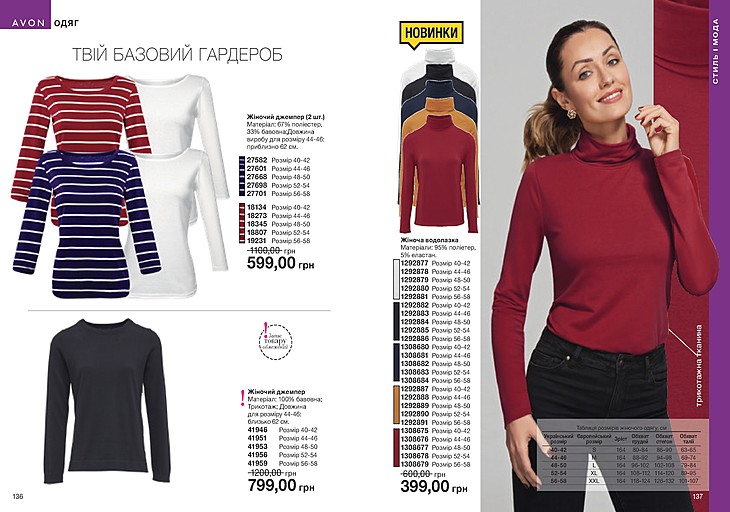 AVON ОДЯГ
ТВІЙ БАЗОВИЙ ГАРДЕРОБ
Жіночий джемпер (2 шт.)
Матеріал: 67% поліестер,
33% бавовна;Довжина
виробу для розміру 44-46:
приблизно 62 см.
27582 Розмір 40-42
27601 Розмір 44-46
27668 Розмір 48-50
27698 Розмір 52-54
27701 Розмір 56-58
18134 Розмір 40-42
18273 Розмір 44-46
18345 Розмір 48-50
18807 Розмір 52-54
19231 Розмір 56-58
1100,00 грн
599,00 грн
!
Запас
товару
обмежений
!
Жіночий джемпер
Матеріал: 100% бавовна;
Трикотаж; Довжина
для розміру 44-46:
близько 62 см.
41946 Розмір 40-42
41951 Розмір 44-46
41953 Розмір 48-50
41956 Розмір 52-54
41959 Розмір 56-58
1200,00 грн
799,00 грн
136
НОВИНКИ
Жіноча водолазка
Матеріали: 95% поліетер,
5% еластан.
1292877 Розмір 40-42
1292878 Розмір 44-46
1292879 Розмір 48-50
1292880 Розмір 52-54
1292881 Розмір 56-58
1292882 Розмір 40-42
1292883 Розмір 44-46
1292884 Розмір 48-50
1292885 Розмір 52-54
1292886 Розмір 56-58
1308680 Розмір 40-42
1308681 Розмір 44-46
1308682 Розмір 48-50
1308683 Розмір 52-54
1308684 Розмір 56-58
1292887 Розмір 40-42
1292888 Розмір 44-46
1292889 Розмір 48-50
1292890 Розмір 52-54
1292891 Розмір 56-58
1308675 Розмір 40-42
1308676 Розмір 44-46
1308677 Розмір 48-50
1308678 Розмір 52-54
1308679 Розмір 56-58
600,00 грн
399,00 грн
СТИЛЬ І МОДА
трикотажна тканина
Таблиця розмірів жіночого одягу, см
Український розмір Європейський розмір Зріст Обхват грудей Обхват стегон Обхват талії
40-42 S 164 80-84 86-90 63-65
44-46 M 164 88-92 94-98 69-74
48-50 L 164 96-100 102-108 79-84
52-54 XL 164 108-112 114-120 89-95
56-58 XXL 164 118-124 126-132 101-107
137